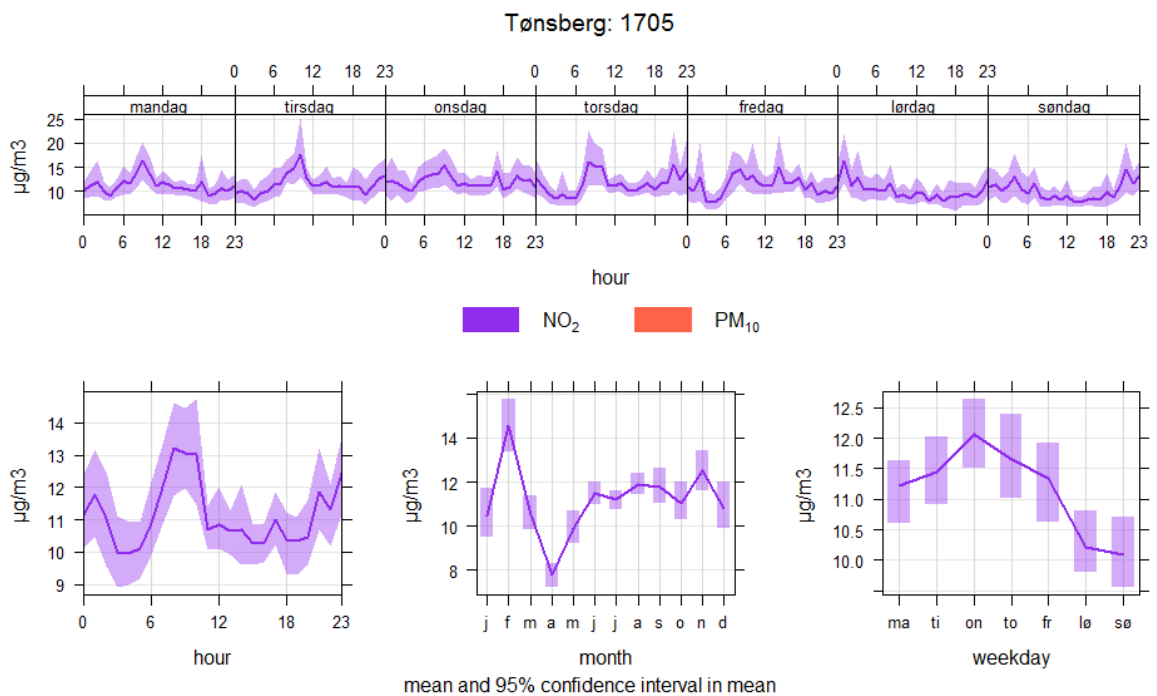 Tønsberg: 1705
0 6 12 18 23 0 6 12 18 23 0 6 12 18 23
mandag tirsdag onsdag torsdag fredag lørdag søndag
25
20
15
10
µg/m3
0 6 12 18 23 0 6 12 18 23 0 6 12 18 23 0 6 12 18 23
hour
NO2 PM10
14
13
12
11
10
9
µg/m3
0 6 12 18 23
hour
14
12
10
8
µg/m3
j f m a m j j a s o n d
month
12.5
12.0
11.5
11.0
10.5
10.0
µg/m3
ma ti on to fr lø sø
weekday
mean and 95% confidence interval in mean